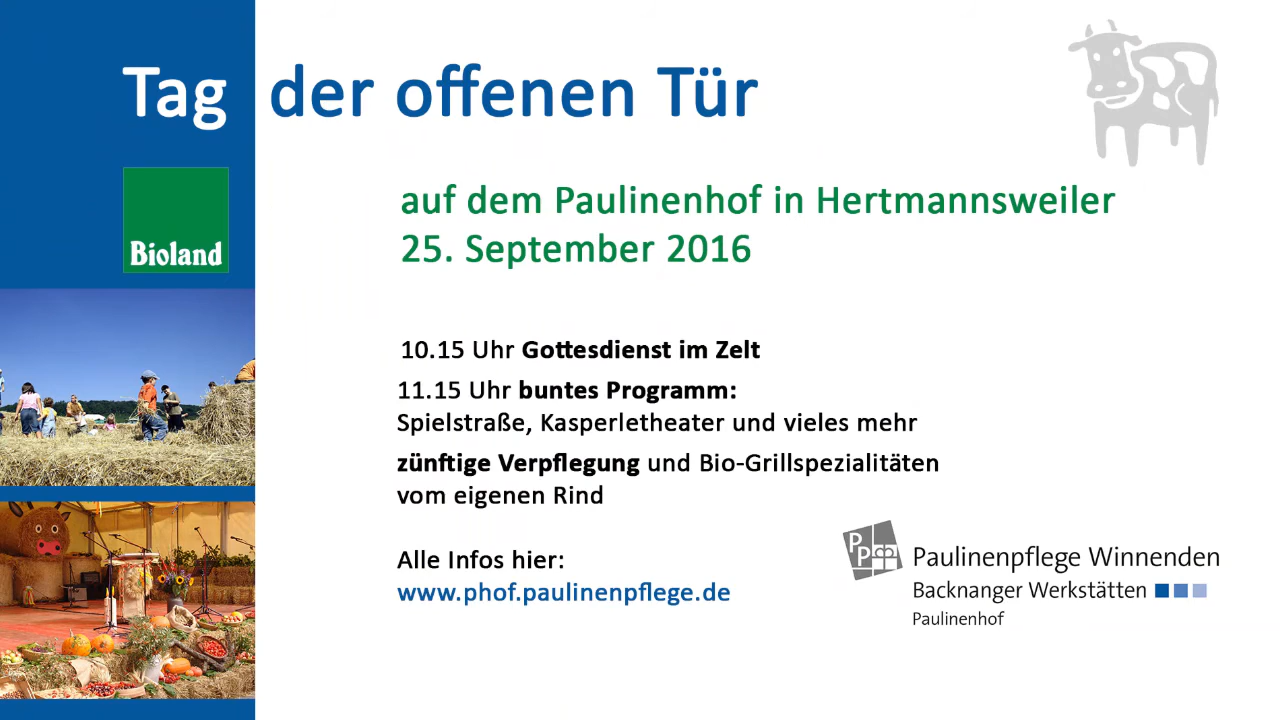 Tag der offenen Tür
Bioland
auf dem Paulinenhof in Hertmannsweiler
25. September 2016
10.15 Uhr Gottesdienst im Zelt
11.15 Uhr buntes Programm:
Spielstraße, Kasperletheater und vieles mehr
zünftige Verpflegung und Bio-Grillspezialitäten
vom eigenen Rind
Alle Infos hier:
www.phof.paulinenpflege.de
PP
Paulinenpflege Winnenden
Backnanger Werkstätten
Paulinenhof